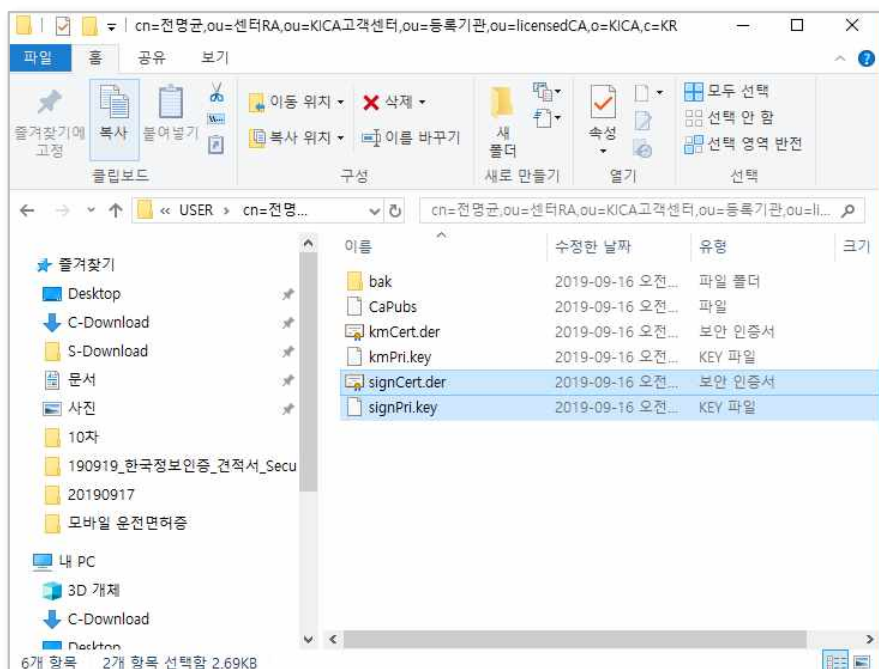 cn=전명균,ou=센터RA,ou=KICA고객센터,ou=등록기관,ou=licensedCA,o=KICA,c=KR
파일 홈 공유 보기
즐겨찾기에 고정
복사
붙여넣기
이동 위치
복사 위치
삭제
이름 바꾸기
새 폴더
속성
모두 선택
선택 안 함
선택 영역 반전
클립보드 구성 새로 만들기 열기 선택
« USER > cn=전명... cn=전명균,ou=센터RA,ou=KICA고객센터,ou=등록기관,ou=li...
이름 수정한 날짜 유형 크기
즐겨찾기
Desktop
C-Download
S-Download
문서
사진
10차
190919_한국정보인증_견적서_Secu
20190917
모바일 운전면허증
내 PC
3D 개체
C-Download
Desktop
bak 2019-09-16 오전... 파일 폴더
CaPubs 2019-09-16 오전... 파일
kmCert.der 2019-09-16 오전... 보안 인증서
kmPri.key 2019-09-16 오전... KEY 파일
signCert.der 2019-09-16 오전... 보안 인증서
signPri.key 2019-09-16 오전... KEY 파일
6개 항목 2개 항목 선택함 2.69KB